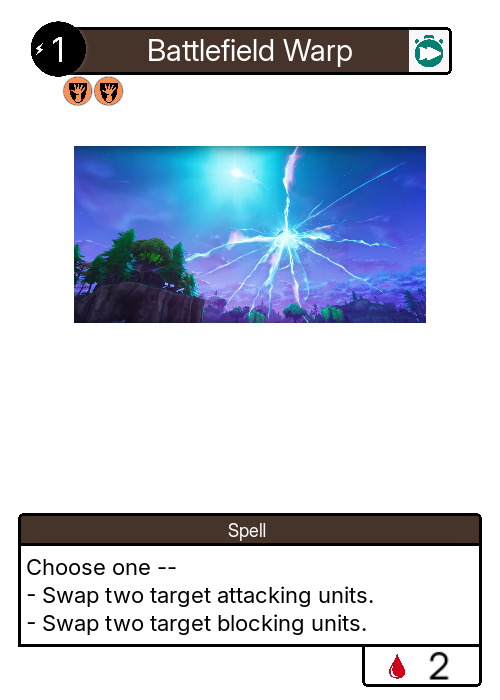 1
Battlefield Warp
Spell
Choose one --
- Swap two target attacking units.
- Swap two target blocking units.
2